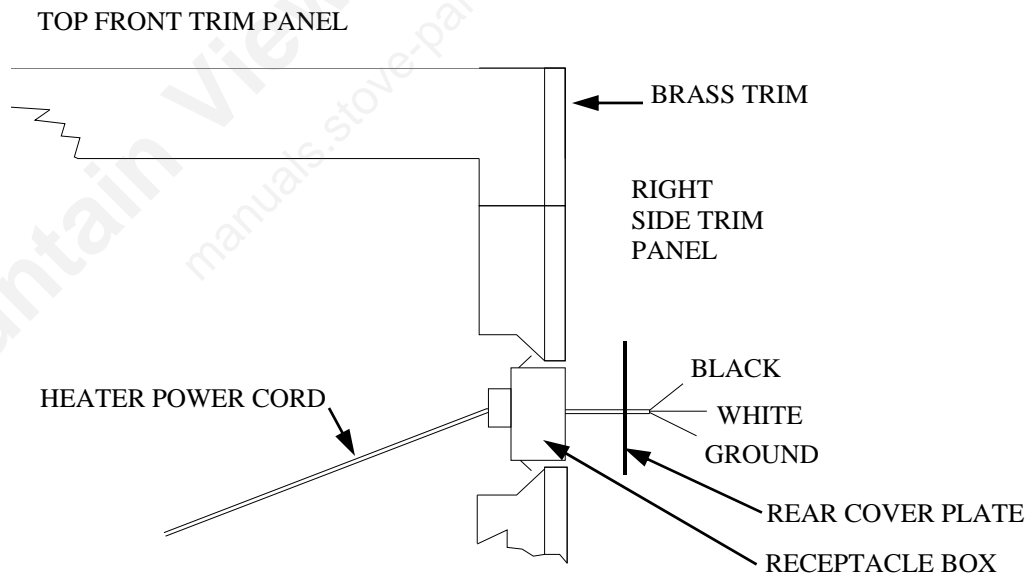 TOP FRONT TRIM PANEL
BRASS TRIM
RIGHT
SIDE TRIM
PANEL
BLACK
HEATER POWER CORD
WHITE
GROUND
REAR COVER PLATE
RECEPTACLE BOX